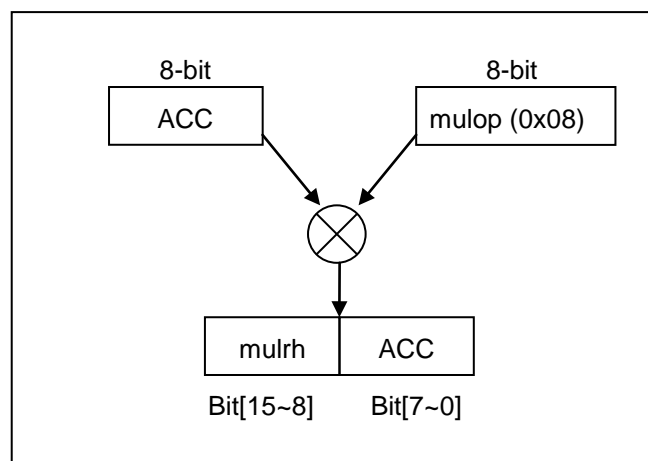 8-bit 8-bit
ACC mulop (0x08)
mulrh ACC
Bit[15~8] Bit[7~0]